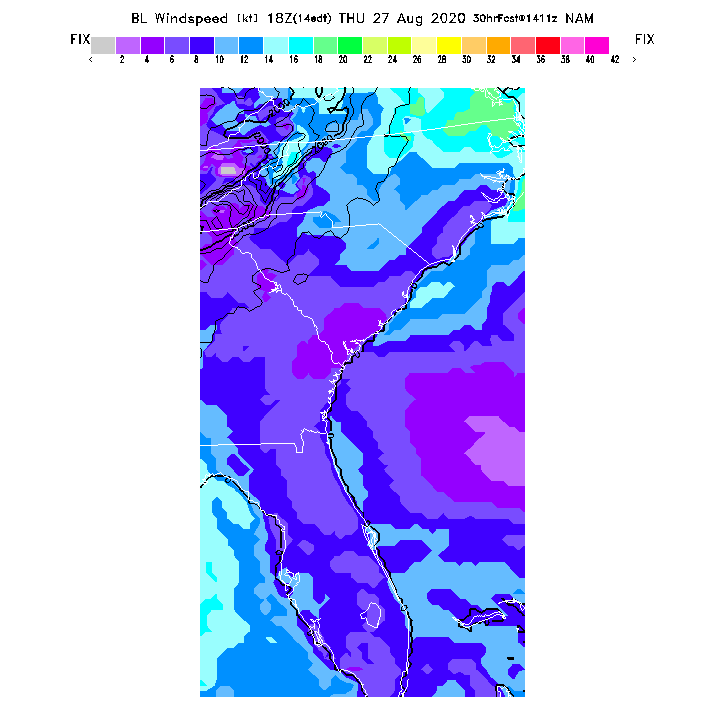 BL Windspeed [kt] 18Z(14edt) THU 27 Aug 2020 30hrFcst@1411z NAM
FIX FIX
< 2 4 6 8 10 12 14 16 18 20 22 24 26 28 30 32 34 36 38 40 42 >